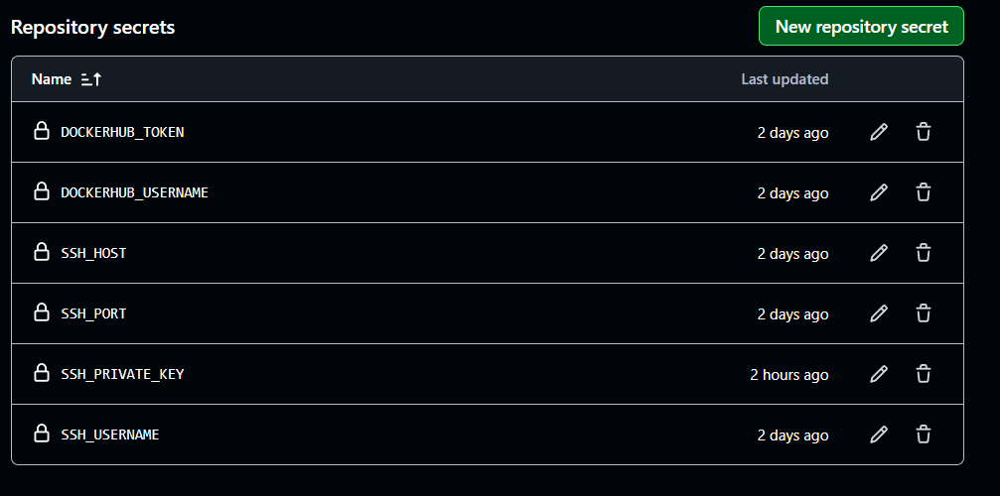 Repository secrets
New repository secret
Name
Last updated
DOCKERHUB_TOKEN
2 days ago
DOCKERHUB_USERNAME
2 days ago
SSH_HOST
2 days ago
SSH_PORT
2 days ago
SSH_PRIVATE_KEY
2 hours ago
SSH_USERNAME
2 days ago